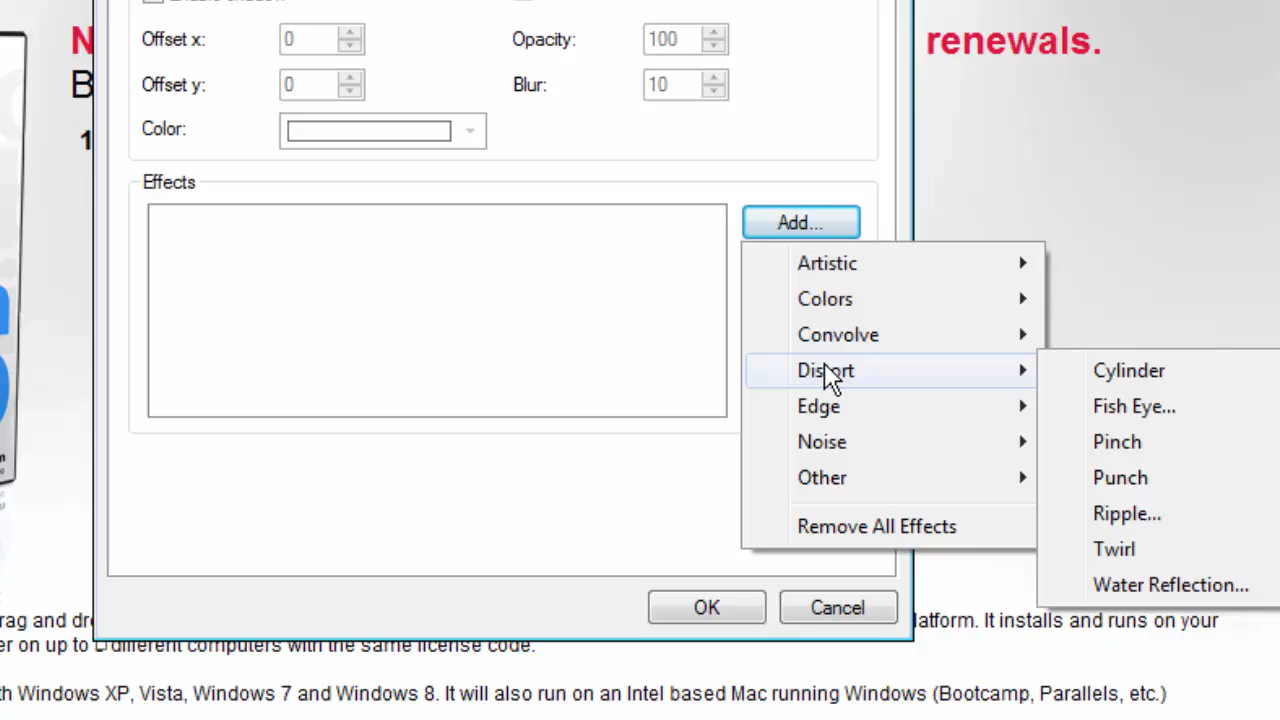 renewals.
Offset x:
0
Opacity:
100
Offset y:
0
Blur:
10
Color:
Effects
Add...
Artistic
Colors
Convolve
Distort
Edge
Noise
Other
Remove All Effects
Cylinder
Fish Eye...
Pinch
Punch
Ripple...
Twirl
Water Reflection...
OK
Cancel
rag and dr
latform. It installs and runs on your
er on up to different computers with the same license code.
th Windows XP, Vista, Windows 7 and Windows 8. It will also run on an Intel based Mac running Windows (Bootcamp, Parallels, etc.)